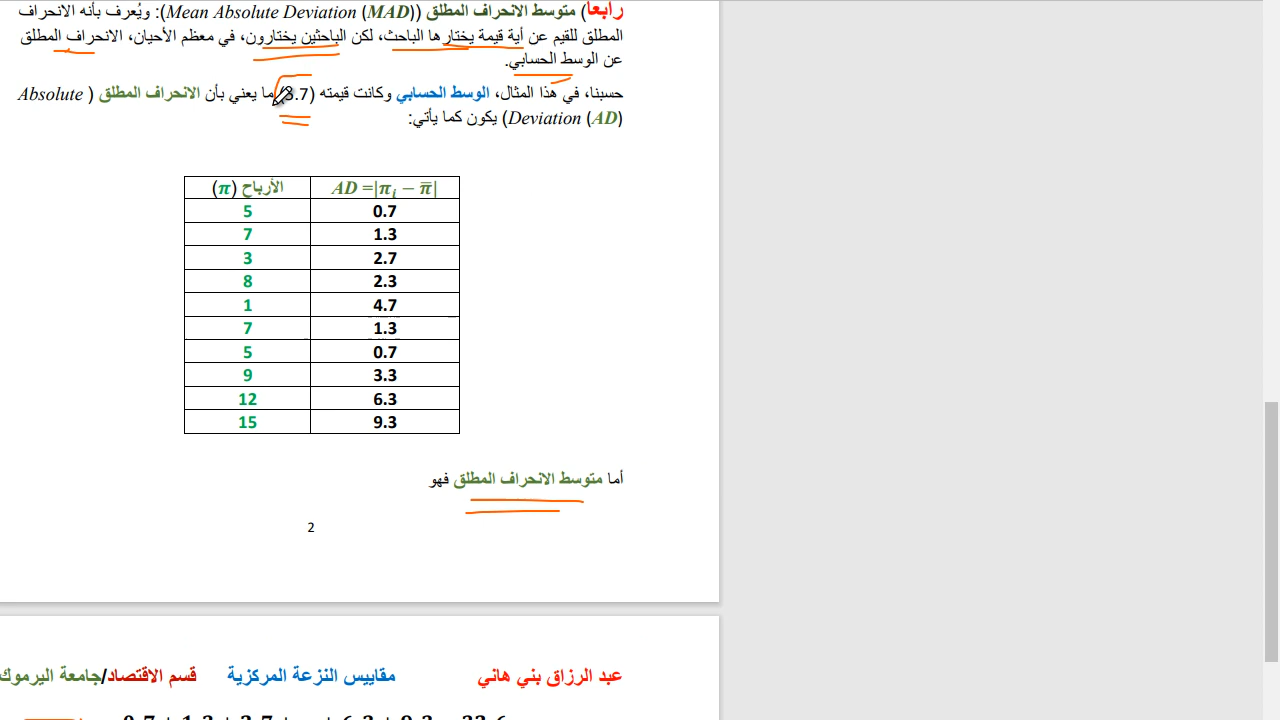 رابعاً) متوسط الانحراف المطلق (Mean Absolute Deviation (MAD)): ويُعرف بأنه الانحراف
المطلق للقيم عن أية قيمة يختارها الباحث، لكن الباحثين يختارون، في معظم الأحيان، الانحراف المطلق
عن الوسط الحسابي.
حسبنا، في هذا المثال، الوسط الحسابي وكانت قيمته (3.7) ما يعني بأن الانحراف المطلق (Absolute
Deviation (AD)) يكون كما يأتي:
الأرباح (π) AD =|πi − π̅|
5 0.7
7 1.3
3 2.7
8 2.3
1 4.7
7 1.3
5 0.7
9 3.3
12 6.3
15 9.3
أما متوسط الانحراف المطلق فهو
2
عبد الرزاق بني هاني مقاييس النزعة المركزية قسم الاقتصاد/جامعة اليرموك